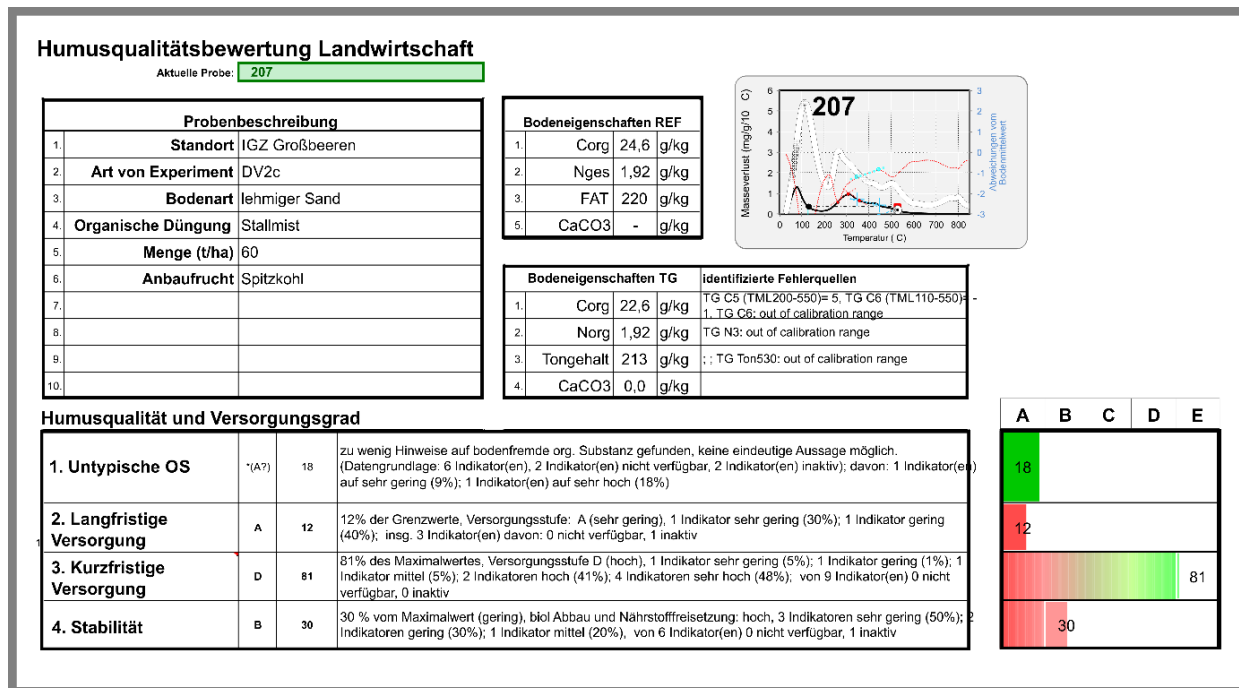 Humusqualitätsbewertung Landwirtschaft
Aktuelle Probe: 207
Probenbeschreibung
1. Standort IGZ Großbeeren
2. Art von Experiment DV2c
3. Bodenart lehmiger Sand
4. Organische Düngung Stallmist
5. Menge (t/ha) 60
6. Anbaufrucht Spitzkohl
7.
8.
9.
10.
Bodeneigenschaften REF
1. Corg 24,6 g/kg
2. Nges 1,92 g/kg
3. FAT 220 g/kg
5. CaCO3 - g/kg
207
Masseverlust (mg/g/10 C)
6
5
4
3
2
1
0
0 100 200 300 400 500 600 700 800
Temperatur ( C)
3
2
1
0
-1
-2
-3
Abweichungen vom
Bodenmittelwert
Bodeneigenschaften TG identifizierte Fehlerquellen
1. Corg 22,6 g/kg TG C5 (TML200-550)= 5, TG C6 (TML110-550)= -
1, TG C6: out of calibration range
2. Norg 1,92 g/kg TG N3: out of calibration range
3. Tongehalt 213 g/kg ; ; TG Ton530: out of calibration range
4. CaCO3 0,0 g/kg
Humusqualität und Versorgungsgrad
A B C D E
1. Untypische OS *(A?) 18 zu wenig Hinweise auf bodenfremde org. Substanz gefunden, keine eindeutige Aussage möglich.
(Datengrundlage: 6 Indikator(en), 2 Indikator(en) nicht verfügbar, 2 Indikator(en) inaktiv); davon: 1 Indikator(en)
auf sehr gering (9%); 1 Indikator(en) auf sehr hoch (18%)
18
2. Langfristige
Versorgung A 12 12% der Grenzwerte, Versorgungsstufe: A (sehr gering), 1 Indikator sehr gering (30%); 1 Indikator gering
(40%); insg. 3 Indikator(en) davon: 0 nicht verfügbar, 1 inaktiv
12
3. Kurzfristige
Versorgung D 81 81% des Maximalwertes, Versorgungsstufe D (hoch), 1 Indikator sehr gering (5%); 1 Indikator gering (1%); 1
Indikator mittel (5%); 2 Indikatoren hoch (41%); 4 Indikatoren sehr hoch (48%); von 9 Indikator(en) 0 nicht
verfügbar, 0 inaktiv
81
4. Stabilität B 30 30 % vom Maximalwert (gering), biol Abbau und Nährstofffreisetzung: hoch, 3 Indikatoren sehr gering (50%); 2
Indikatoren gering (30%); 1 Indikator mittel (20%), von 6 Indikator(en) 0 nicht verfügbar, 1 inaktiv
30